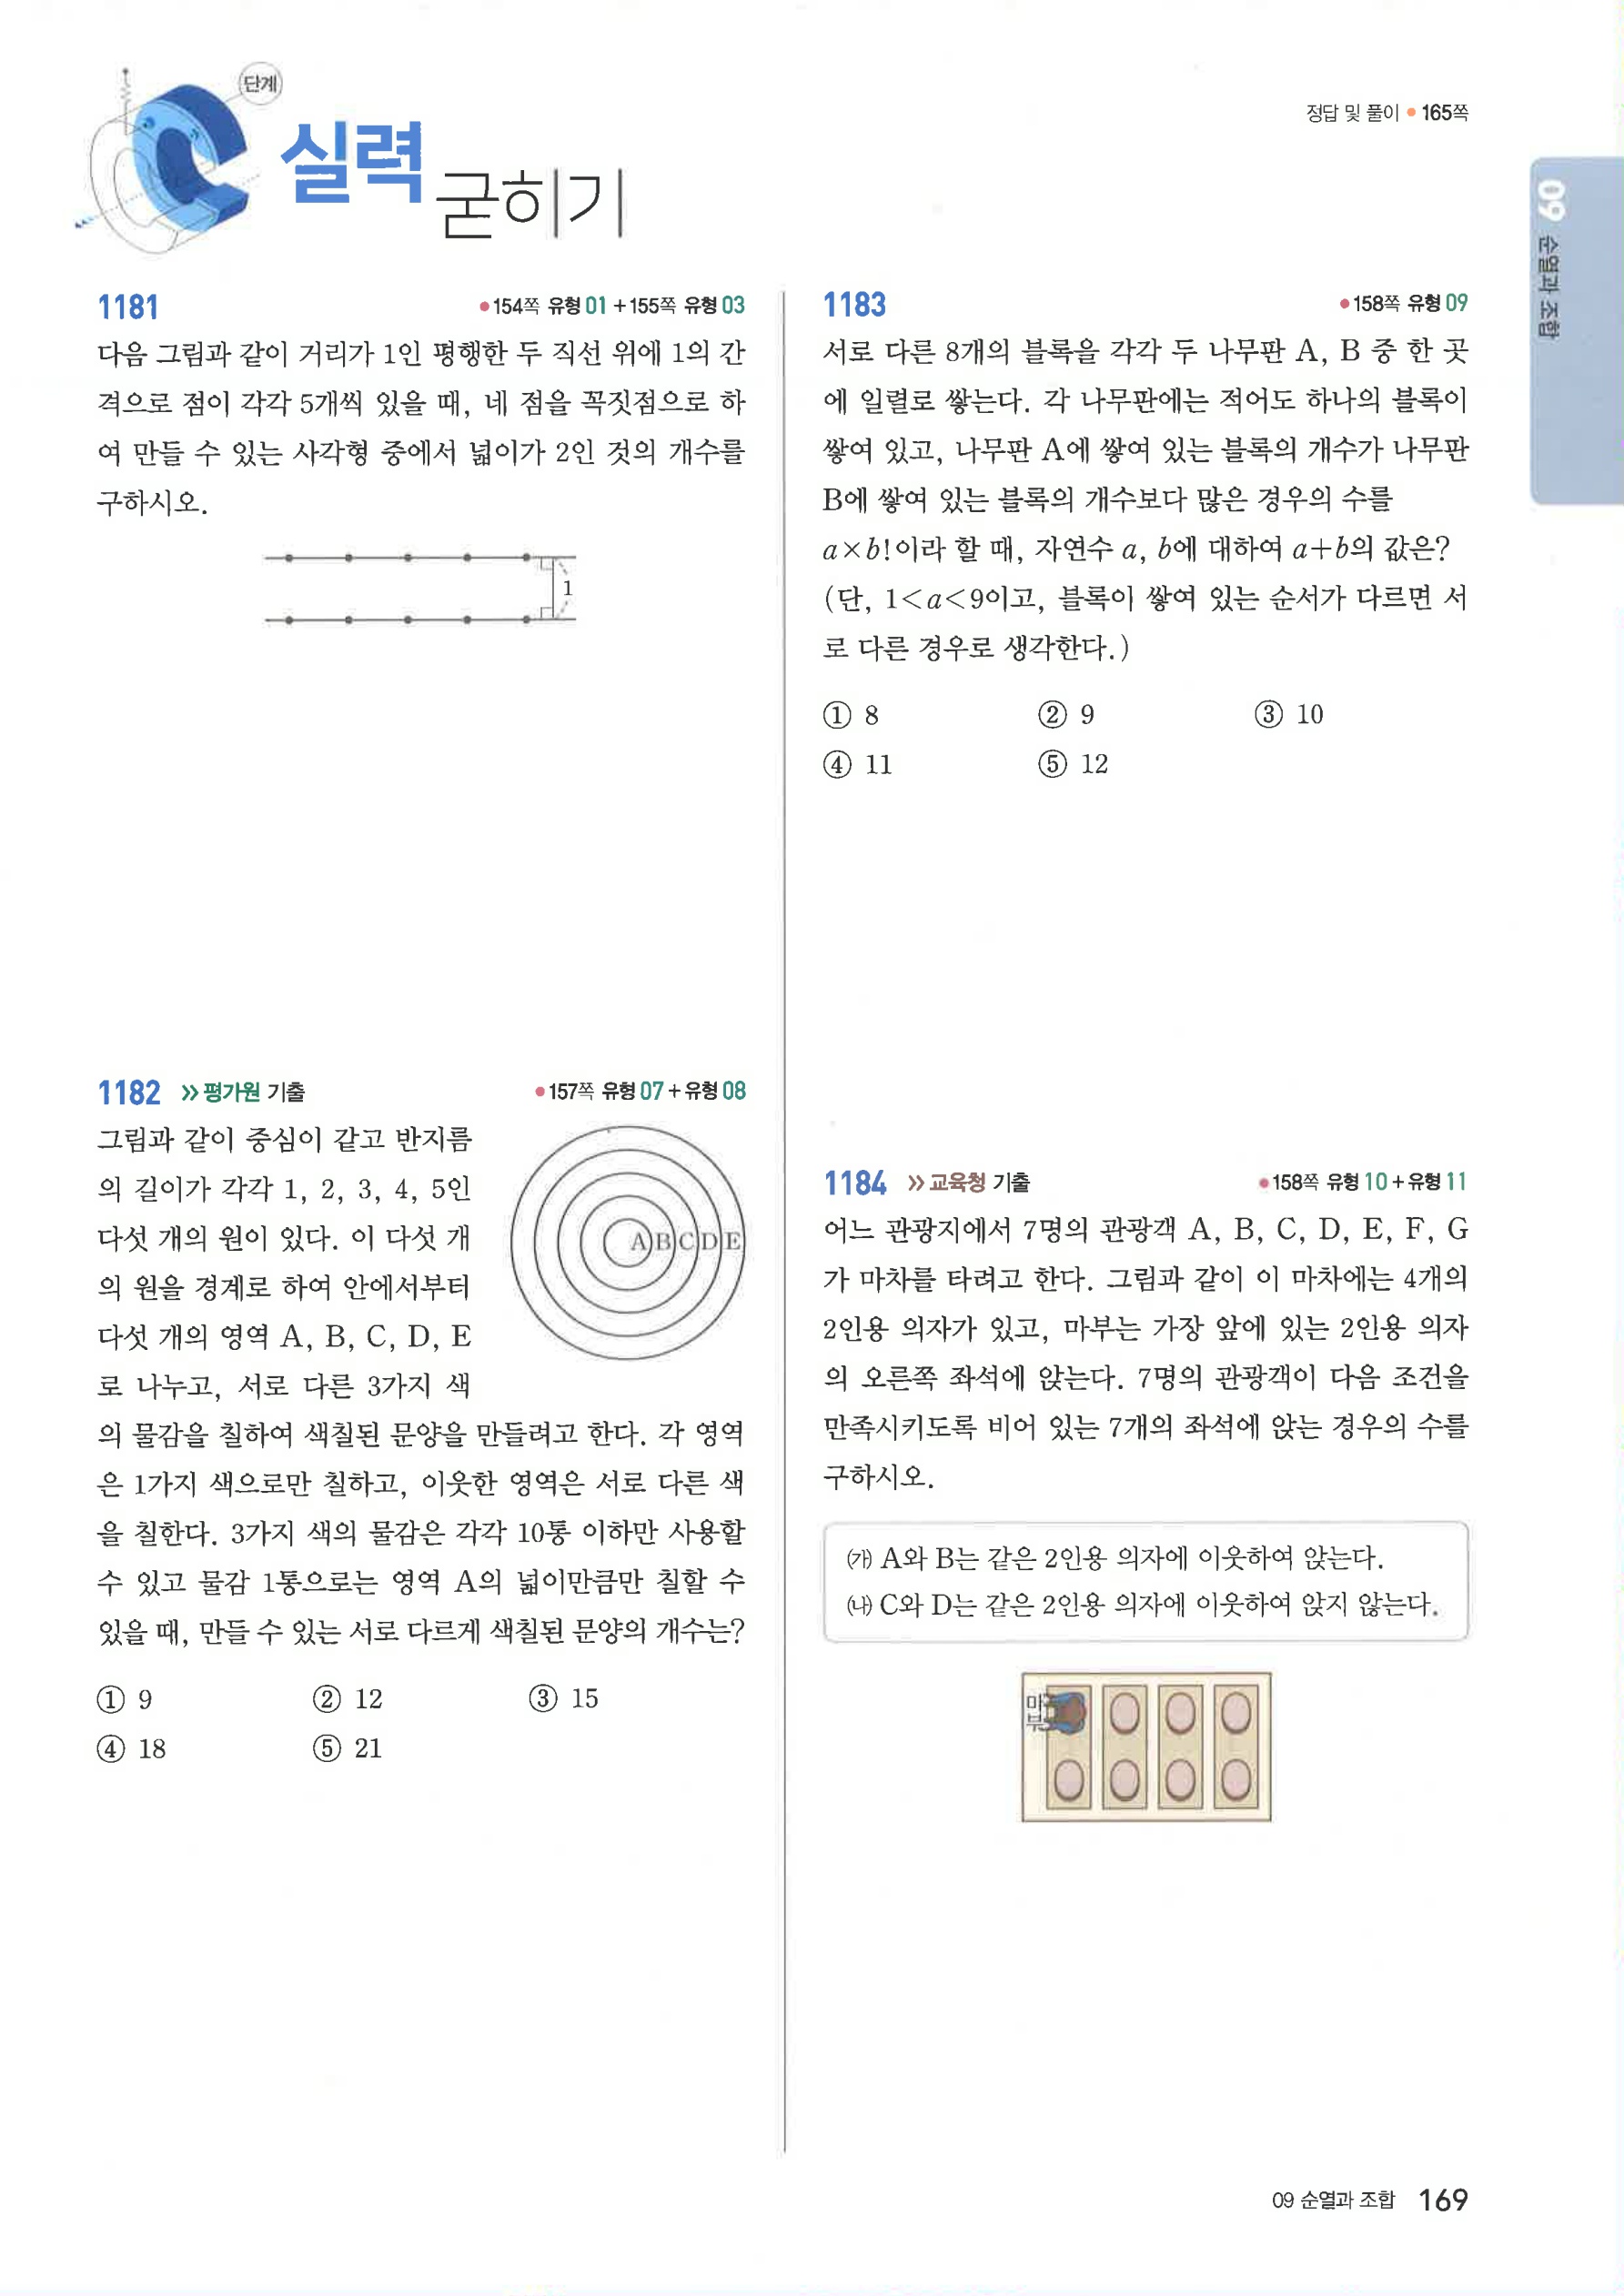 단계
실력 굳히기
정답 및 풀이 • 165쪽
09 순열과 조합
1181 •154쪽 유형 01 + 155쪽 유형 03
다음 그림과 같이 거리가 1인 평행한 두 직선 위에 1의 간
격으로 점이 각각 5개씩 있을 때, 네 점을 꼭짓점으로 하
여 만들 수 있는 사각형 중에서 넓이가 2인 것의 개수를
구하시오.
1
1182 >> 평가원 기출 •157쪽 유형 07 + 유형 08
그림과 같이 중심이 같고 반지름
의 길이가 각각 1, 2, 3, 4, 5인
다섯 개의 원이 있다. 이 다섯 개
의 원을 경계로 하여 안에서부터
다섯 개의 영역 A, B, C, D, E
로 나누고, 서로 다른 3가지 색
의 물감을 칠하여 색칠된 문양을 만들려고 한다. 각 영역
은 1가지 색으로만 칠하고, 이웃한 영역은 서로 다른 색
을 칠한다. 3가지 색의 물감은 각각 10통 이하만 사용할
수 있고 물감 1통으로는 영역 A의 넓이만큼만 칠할 수
있을 때, 만들 수 있는 서로 다르게 색칠된 문양의 개수는?
A B C D E
① 9 ② 12 ③ 15
④ 18 ⑤ 21
1183 •158쪽 유형 09
서로 다른 8개의 블록을 각각 두 나무판 A, B 중 한 곳
에 일렬로 쌓는다. 각 나무판에는 적어도 하나의 블록이
쌓여 있고, 나무판 A에 쌓여 있는 블록의 개수가 나무판
B에 쌓여 있는 블록의 개수보다 많은 경우의 수를
a×b!이라 할 때, 자연수 a, b에 대하여 a+b의 값은?
(단, 1<a<9이고, 블록이 쌓여 있는 순서가 다르면 서
로 다른 경우로 생각한다.)
① 8 ② 9 ③ 10
④ 11 ⑤ 12
1184 >> 교육청 기출 •158쪽 유형 10 + 유형 11
어느 관광지에서 7명의 관광객 A, B, C, D, E, F, G
가 마차를 타려고 한다. 그림과 같이 이 마차에는 4개의
2인용 의자가 있고, 마부는 가장 앞에 있는 2인용 의자
의 오른쪽 좌석에 앉는다. 7명의 관광객이 다음 조건을
만족시키도록 비어 있는 7개의 좌석에 앉는 경우의 수를
구하시오.
㈎ A와 B는 같은 2인용 의자에 이웃하여 앉는다.
㈏ C와 D는 같은 2인용 의자에 이웃하여 앉지 않는다.
마부
09 순열과 조합 169